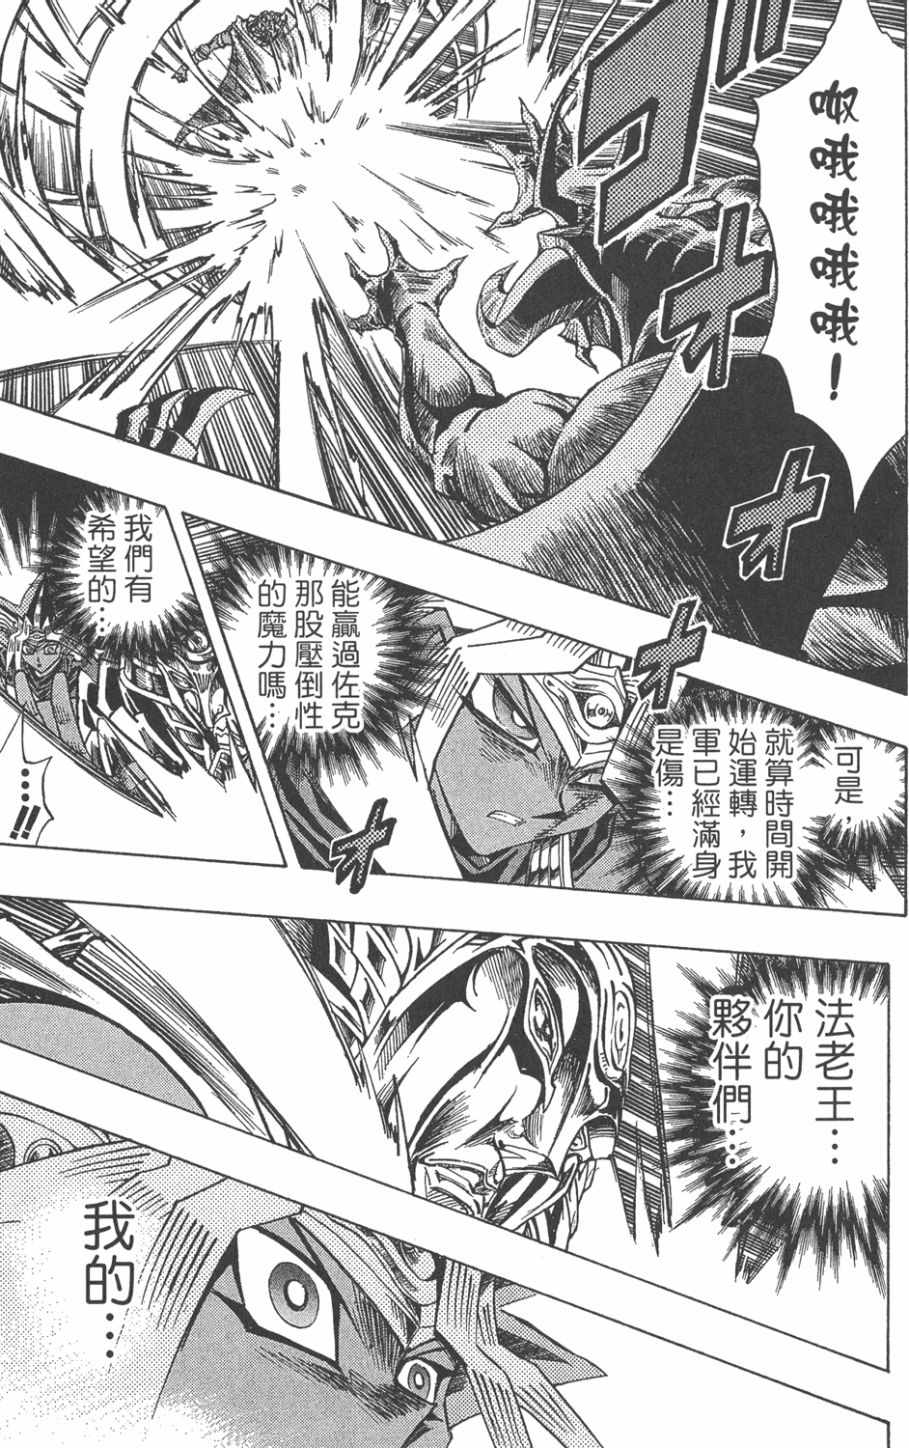 哦哦哦哦!
ゴオオオオ
可是,
就算時間開
始運轉,我
軍已經滿身
是傷…
能贏過佐克
那股壓倒性
的魔力嗎…
我們有
希望的…
…!!
法老王…
你的
夥伴們…
我的…